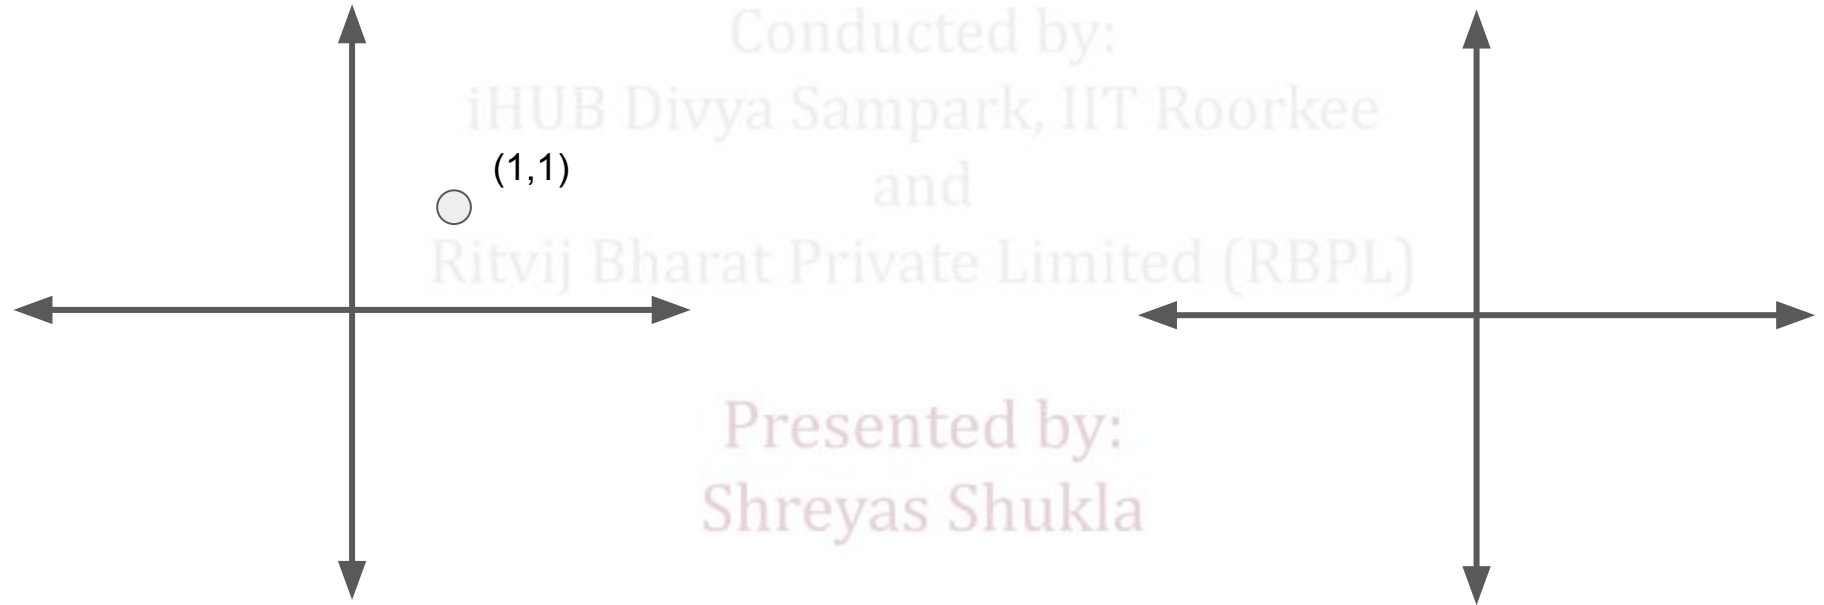 Conducted by:
iHUB Divya Sampark, IIT Roorkee
(1,1)
and
Ritvij Bharat Private Limited (RBPL)
Presented by:
Shreyas Shukla